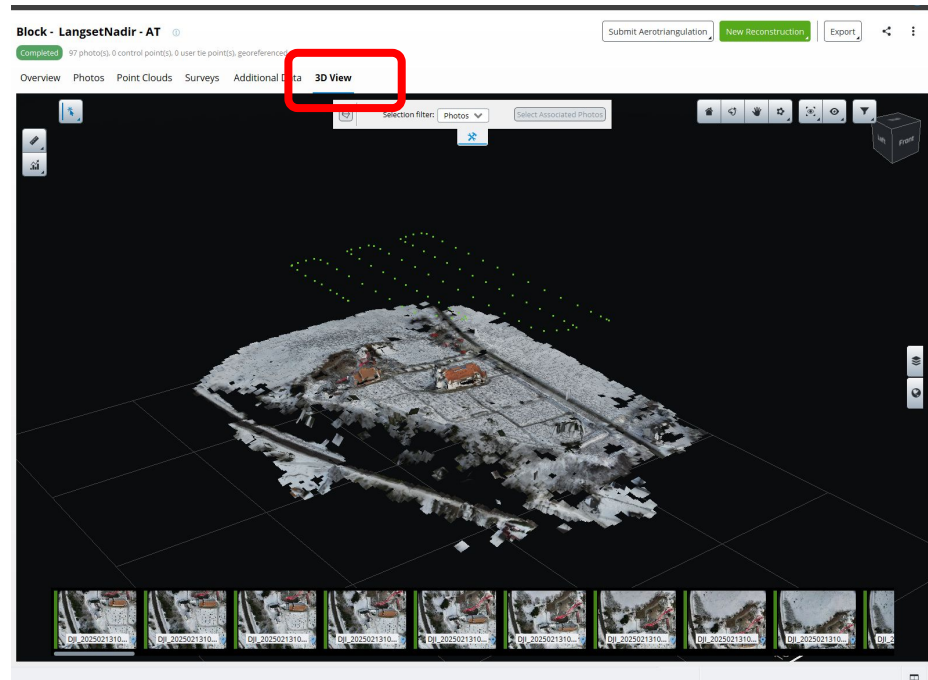 Block - LangsetNadir - AT
Submit Aerotriangulation
New Reconstruction
Export
Completed
97 photo(s), 0 control point(s), 0 user tie point(s), georeferenced
Overview
Photos
Point Clouds
Surveys
Additional Data
3D View
Selection filter:
Photos
Select Associated Photos
Left
Front
DJI_2025021310...
DJI_2025021310...
DJI_2025021310...
DJI_2025021310...
DJI_2025021310...
DJI_2025021310...
DJI_2025021310...
DJI_2025021310...
DJI_2025021310...
DJI_2